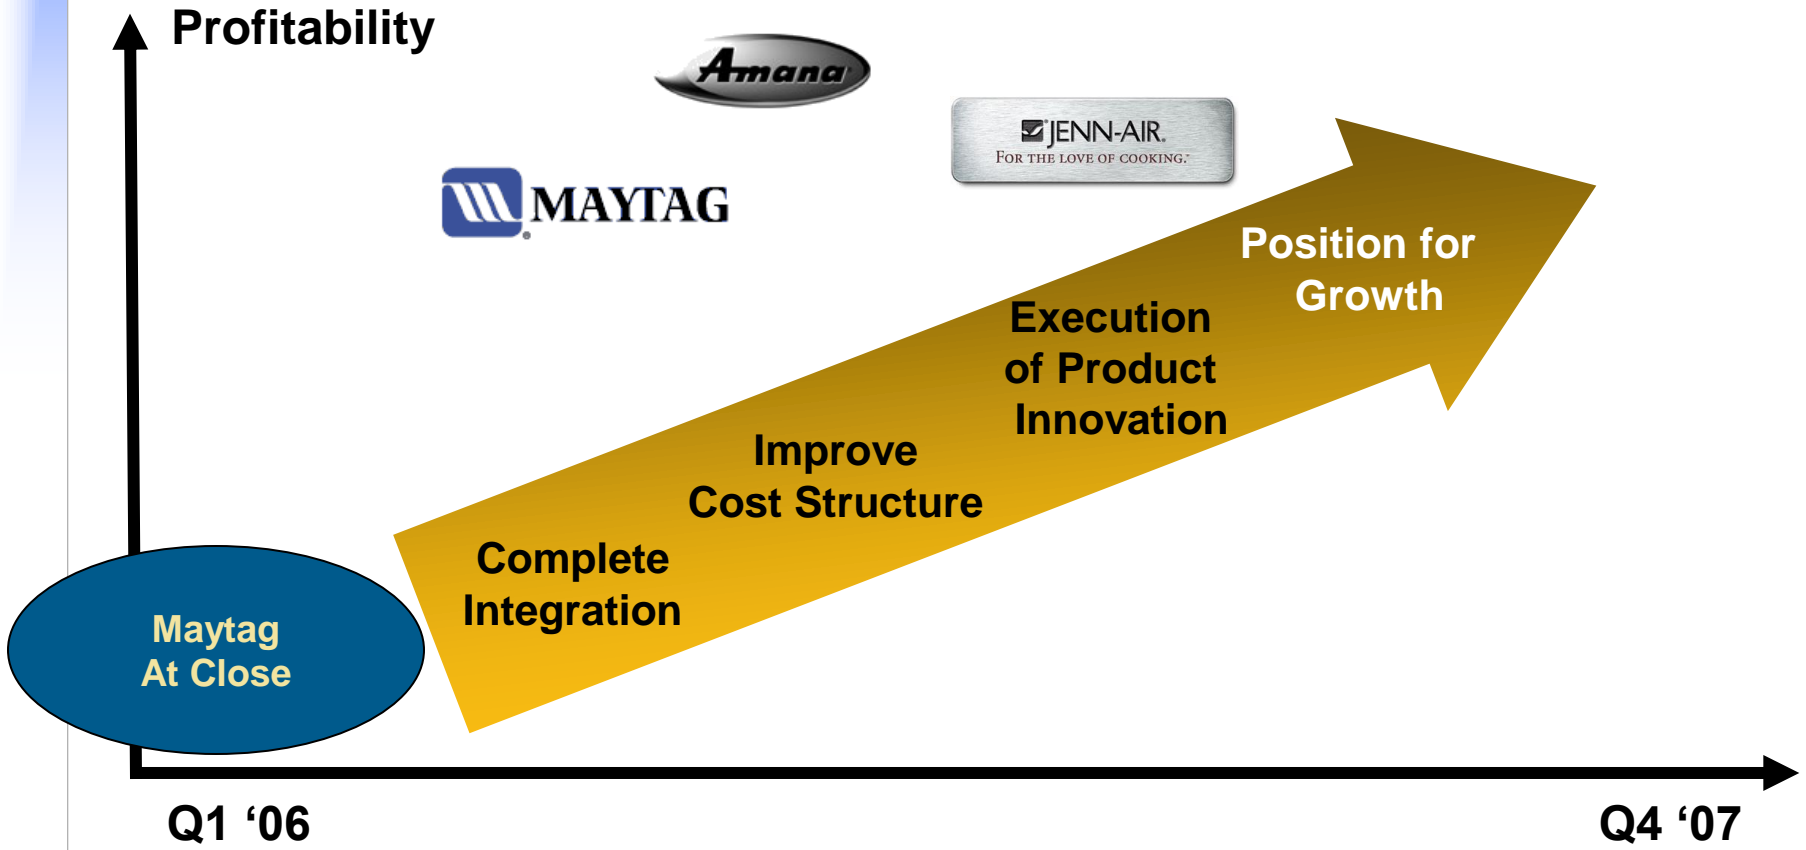 Profitability
Amana
JENN-AIR.
FOR THE LOVE OF COOKING.™
MAYTAG®
Position for
Growth
Execution
of Product
Innovation
Improve
Cost Structure
Complete
Integration
Maytag
At Close
Q1 ‘06
Q4 ‘07